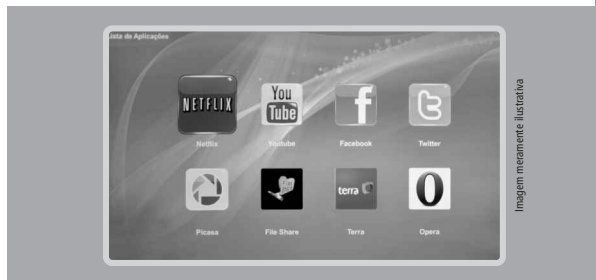 Lista de Aplicações
NETFLIX
You
Tube
f
t
Netflix
Youtube
Facebook
Twitter
terra
Picasa
File Share
Terra
Opera
Imagem meramente ilustrativa